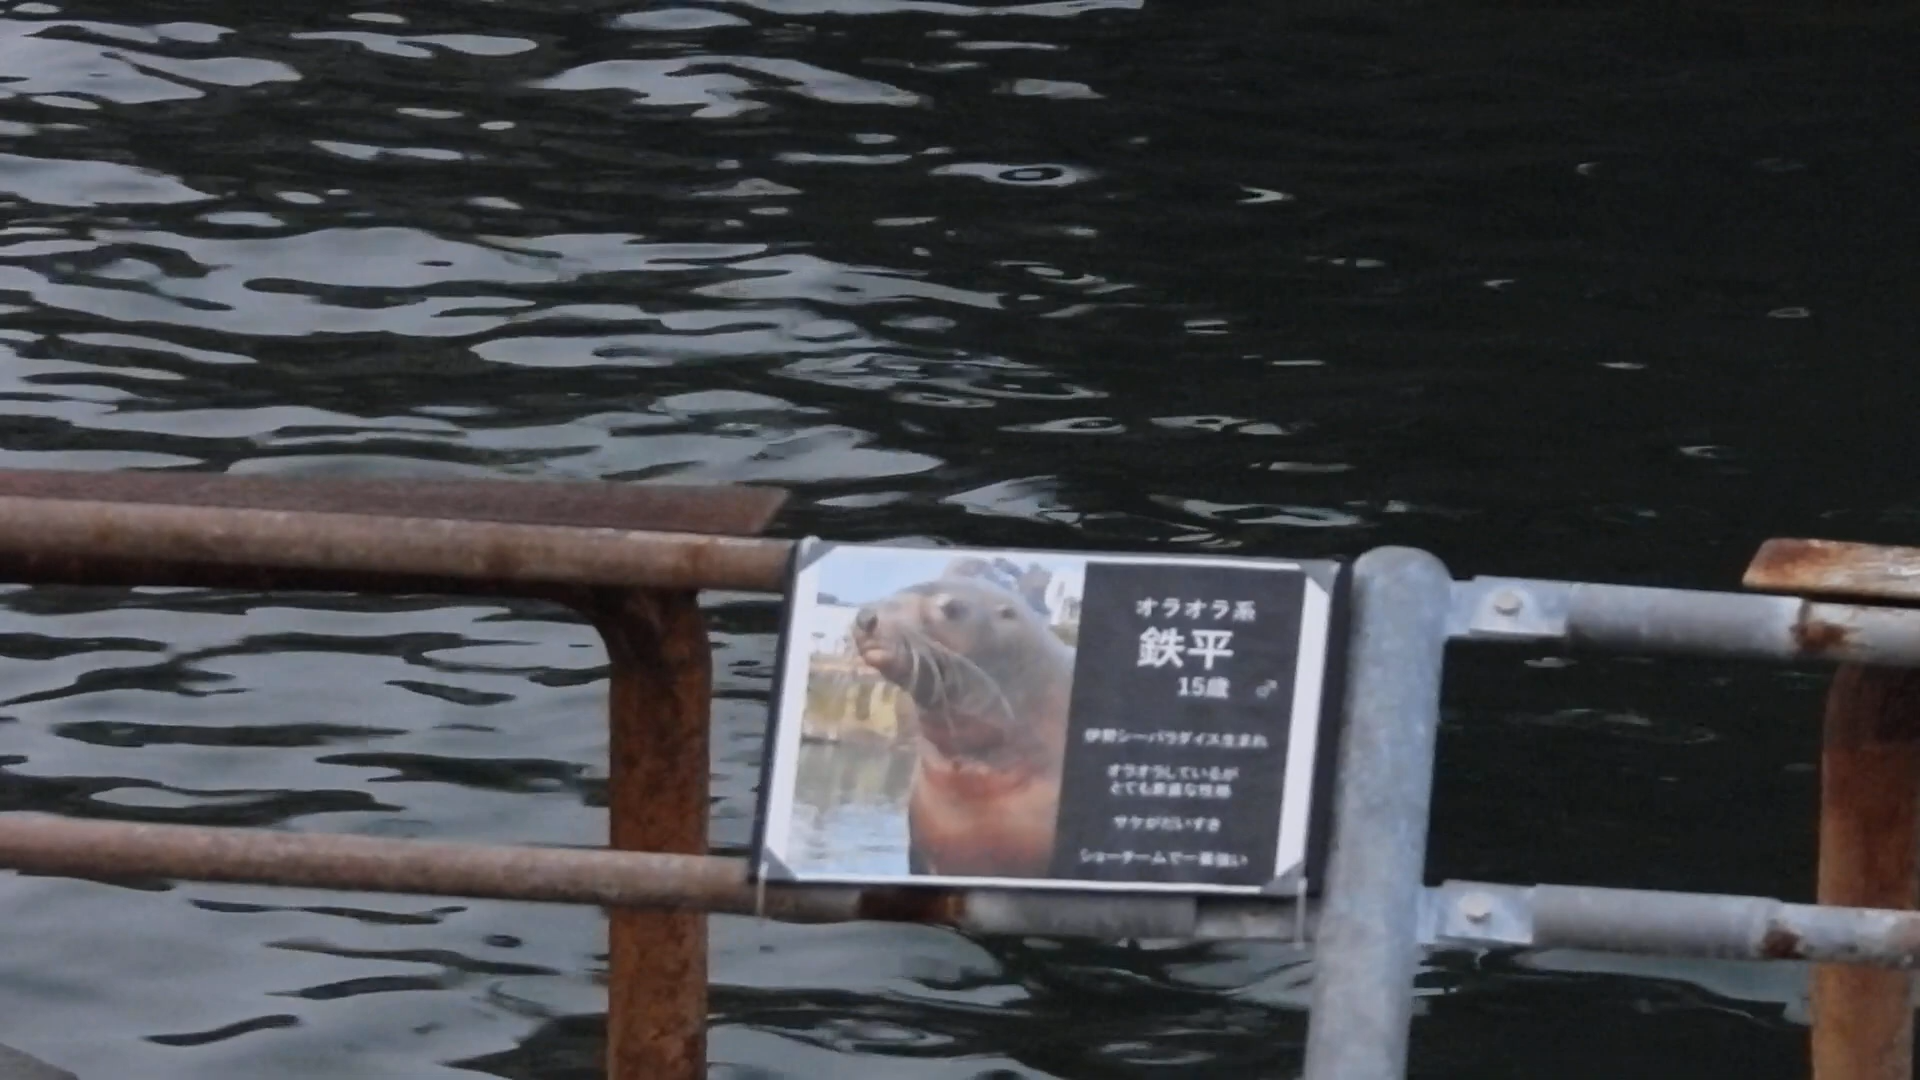 オラオラ系
鉄平
15歳 ♂
伊勢シーパラダイス生まれ
オラオラしているが
とても素直な性格
サケがだいすき
ショーチームで一番強い